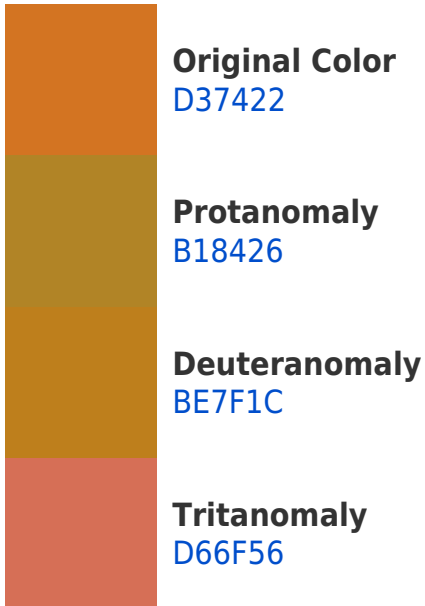 Original Color
D37422
Protanomaly
B18426
Deuteranomaly
BE7F1C
Tritanomaly
D66F56